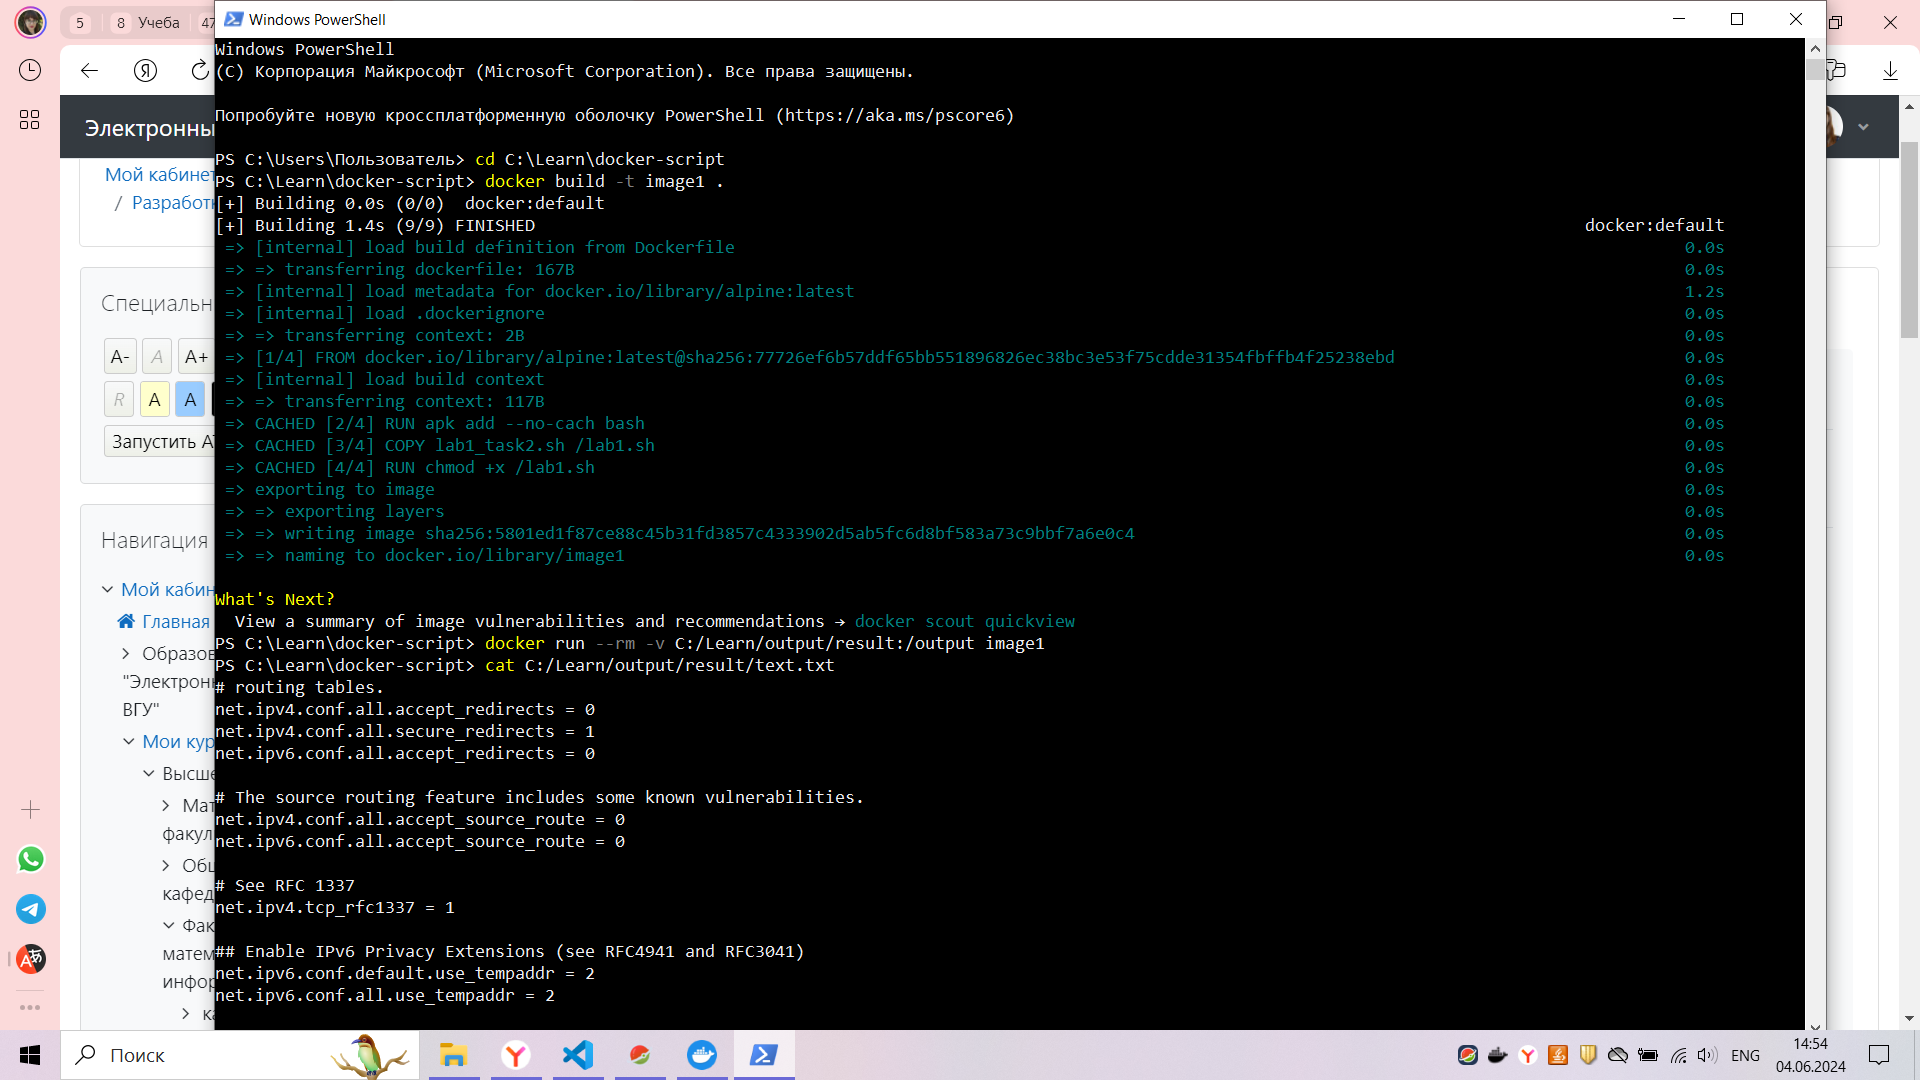 5
8
Учеба
47
Windows PowerShell
Электронны
Мой кабинет
/ Разработ
Специальн
A-
A
A+
R
A
A
Запустить AT
Навигация
Мой кабин
Главная
Образов
"Электронн
ВГУ"
Мои кур
Высше
Мат
факул
Общ
кафед
Фак
матем
инфор
ка
Windows PowerShell
(C) Корпорация Майкрософт (Microsoft Corporation). Все права защищены.
Попробуйте новую кроссплатформенную оболочку PowerShell (https://aka.ms/pscore6)
PS C:\Users\Пользователь> cd C:\Learn\docker-script
PS C:\Learn\docker-script> docker build -t image1 .
[+] Building 0.0s (0/0)  docker:default
[+] Building 1.4s (9/9) FINISHED docker:default
=> [internal] load build definition from Dockerfile 0.0s
=> => transferring dockerfile: 167B 0.0s
=> [internal] load metadata for docker.io/library/alpine:latest 1.2s
=> [internal] load .dockerignore 0.0s
=> => transferring context: 2B 0.0s
=> [1/4] FROM docker.io/library/alpine:latest@sha256:77726ef6b57ddf65bb551896826ec38bc3e53f75cdde31354fbffb4f25238ebd 0.0s
=> [internal] load build context 0.0s
=> => transferring context: 117B 0.0s
=> CACHED [2/4] RUN apk add --no-cach bash 0.0s
=> CACHED [3/4] COPY lab1_task2.sh /lab1.sh 0.0s
=> CACHED [4/4] RUN chmod +x /lab1.sh 0.0s
=> exporting to image 0.0s
=> => exporting layers 0.0s
=> => writing image sha256:5801ed1f87ce88c45b31fd3857c4333902d5ab5fc6d8bf583a73c9bbf7a6e0c4 0.0s
=> => naming to docker.io/library/image1 0.0s
What's Next?
View a summary of image vulnerabilities and recommendations → docker scout quickview
PS C:\Learn\docker-script> docker run --rm -v C:/Learn/output/result:/output image1
PS C:\Learn\docker-script> cat C:/Learn/output/result/text.txt
# routing tables.
net.ipv4.conf.all.accept_redirects = 0
net.ipv4.conf.all.secure_redirects = 1
net.ipv6.conf.all.accept_redirects = 0
# The source routing feature includes some known vulnerabilities.
net.ipv4.conf.all.accept_source_route = 0
net.ipv6.conf.all.accept_source_route = 0
# See RFC 1337
net.ipv4.tcp_rfc1337 = 1
## Enable IPv6 Privacy Extensions (see RFC4941 and RFC3041)
net.ipv6.conf.default.use_tempaddr = 2
net.ipv6.conf.all.use_tempaddr = 2
Поиск
ENG
14:54
04.06.2024